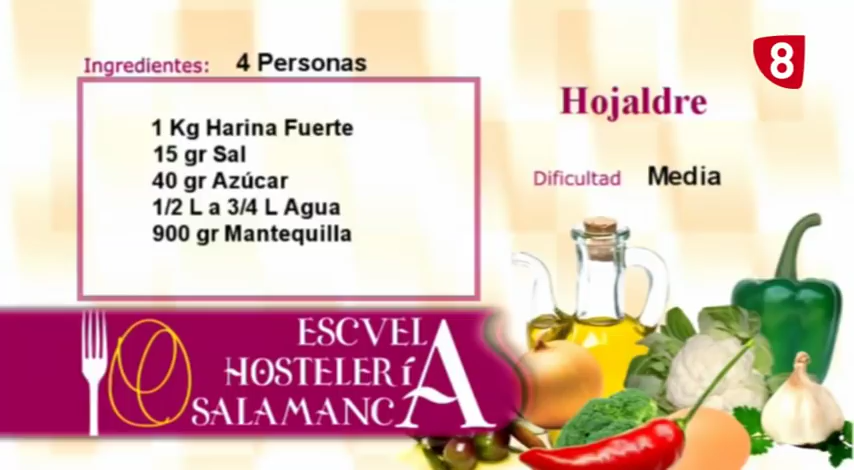 Ingredientes: 4 Personas
1 Kg Harina Fuerte
15 gr Sal
40 gr Azúcar
1/2 L a 3/4 L Agua
900 gr Mantequilla
8
Hojaldre
Dificultad Media
ESCVELA
HOSTELERÍA
SALAMANCA